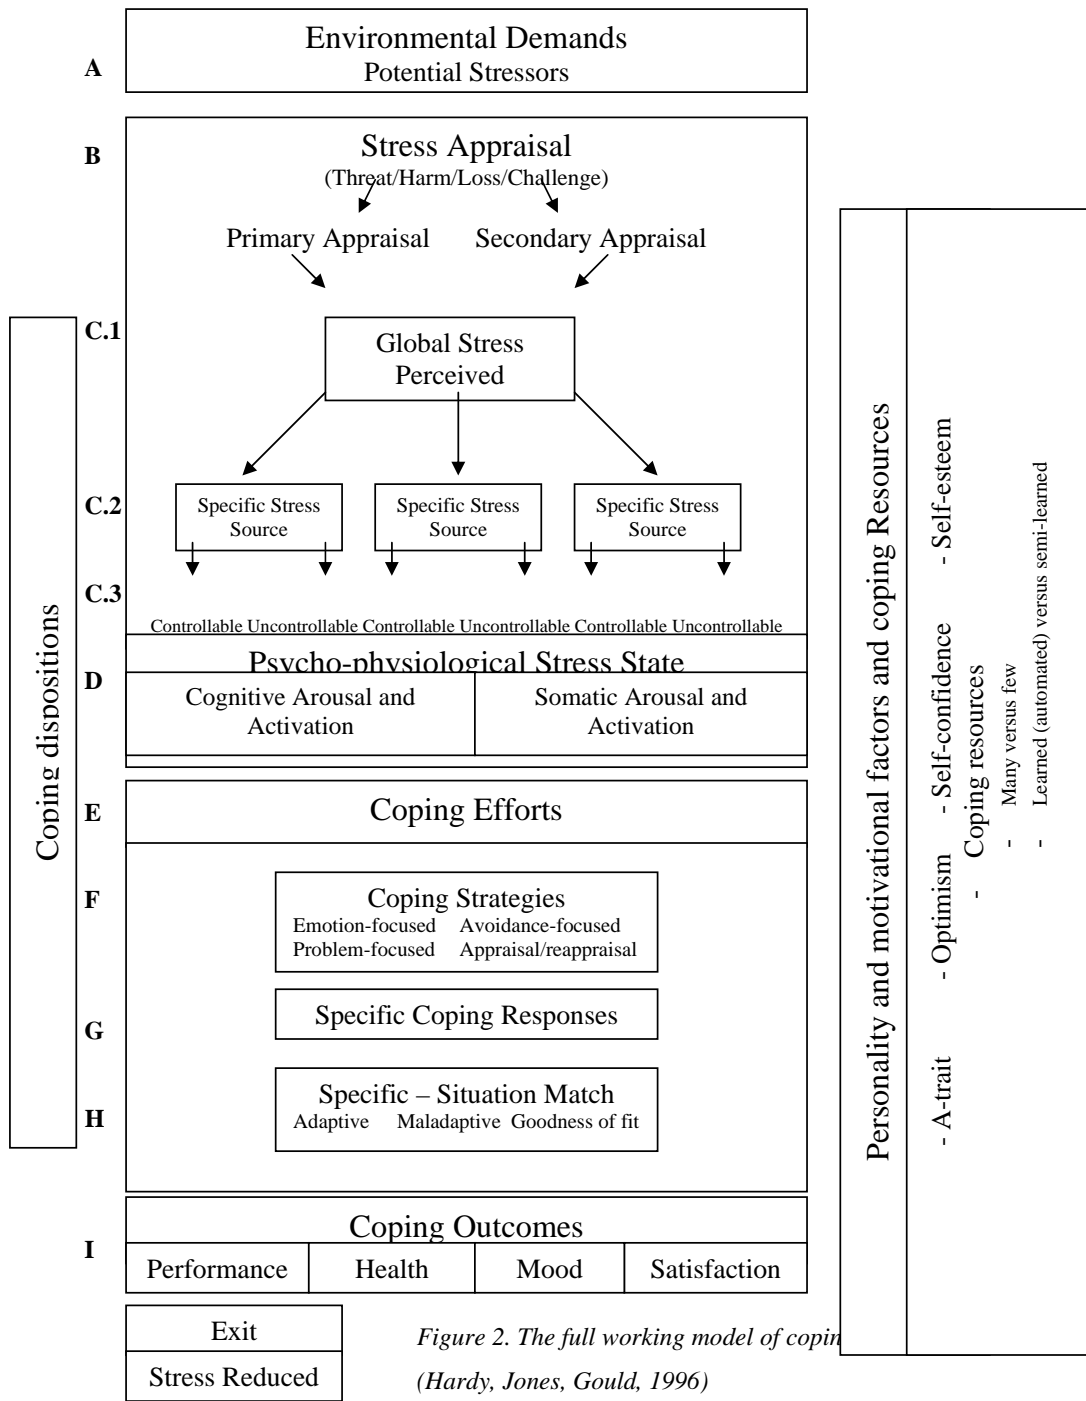 Environmental Demands
A
Potential Stressors
B
Stress Appraisal
(Threat/Harm/Loss/Challenge)
Primary Appraisal
Secondary Appraisal
C.1
Global Stress
Perceived
C.2
Specific Stress
Source
Specific Stress
Source
Specific Stress
Source
C.3
Controllable Uncontrollable Controllable Uncontrollable Controllable Uncontrollable
Psycho-physiological Stress State
D
Cognitive Arousal and
Activation
Somatic Arousal and
Activation
E
Coping Efforts
F
Coping Strategies
Emotion-focused Avoidance-focused
Problem-focused Appraisal/reappraisal
G
Specific Coping Responses
H
Specific – Situation Match
Adaptive Maladaptive Goodness of fit
Coping Outcomes
I
Performance
Health
Mood
Satisfaction
Exit
Stress Reduced
Figure 2. The full working model of copin
(Hardy, Jones, Gould, 1996)
Coping dispositions
Personality and motivational factors and coping Resources
- A-trait - Optimism - Self-confidence - Self-esteem
- Coping resources
- Many versus few
- Learned (automated) versus semi-learned